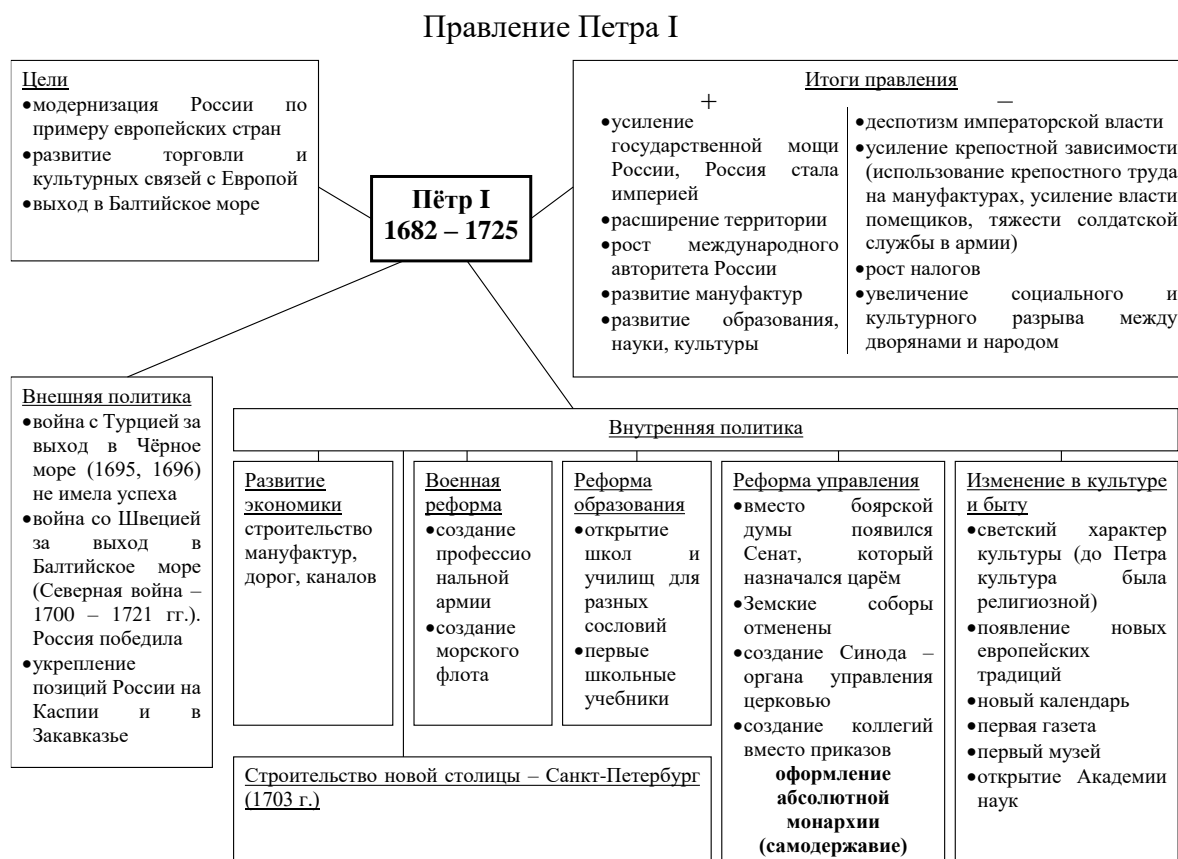 Правление Петра I
Цели
•модернизация России по
примеру европейских стран
•развитие торговли и
культурных связей с Европой
•выход в Балтийское море
Пётр I
1682 – 1725
Итоги правления
+
•усиление
государственной мощи
России, Россия стала
империей
•расширение территории
•рост международного
авторитета России
•развитие мануфактур
•развитие образования,
науки, культуры
–
•деспотизм императорской власти
•усиление крепостной зависимости
(использование крепостного труда
на мануфактурах, усиление власти
помещиков, тяжести солдатской
службы в армии)
•рост налогов
•увеличение социального и
культурного разрыва между
дворянами и народом
Внешняя политика
•война с Турцией за
выход в Чёрное
море (1695, 1696)
не имела успеха
•война со Швецией
за выход в
Балтийское море
(Северная война –
1700 – 1721 гг.).
Россия победила
•укрепление
позиций России на
Каспии и в
Закавказье
Внутренняя политика
Развитие
экономики
строительство
мануфактур,
дорог, каналов
Военная
реформа
•создание
профессио
нальной
армии
•создание
морского
флота
Реформа
образования
•открытие
школ и
училищ для
разных
сословий
•первые
школьные
учебники
Реформа управления
•вместо боярской
думы появился
Сенат, который
назначался царём
•Земские соборы
отменены
•создание Синода –
органа управления
церковью
•создание коллегий
вместо приказов
оформление
абсолютной
монархии
(самодержавие)
Изменение в культуре
и быту
•светский характер
культуры (до Петра
культура была
религиозной)
•появление новых
европейских
традиций
•новый календарь
•первая газета
•первый музей
•открытие Академии
наук
Строительство новой столицы – Санкт-Петербург
(1703 г.)